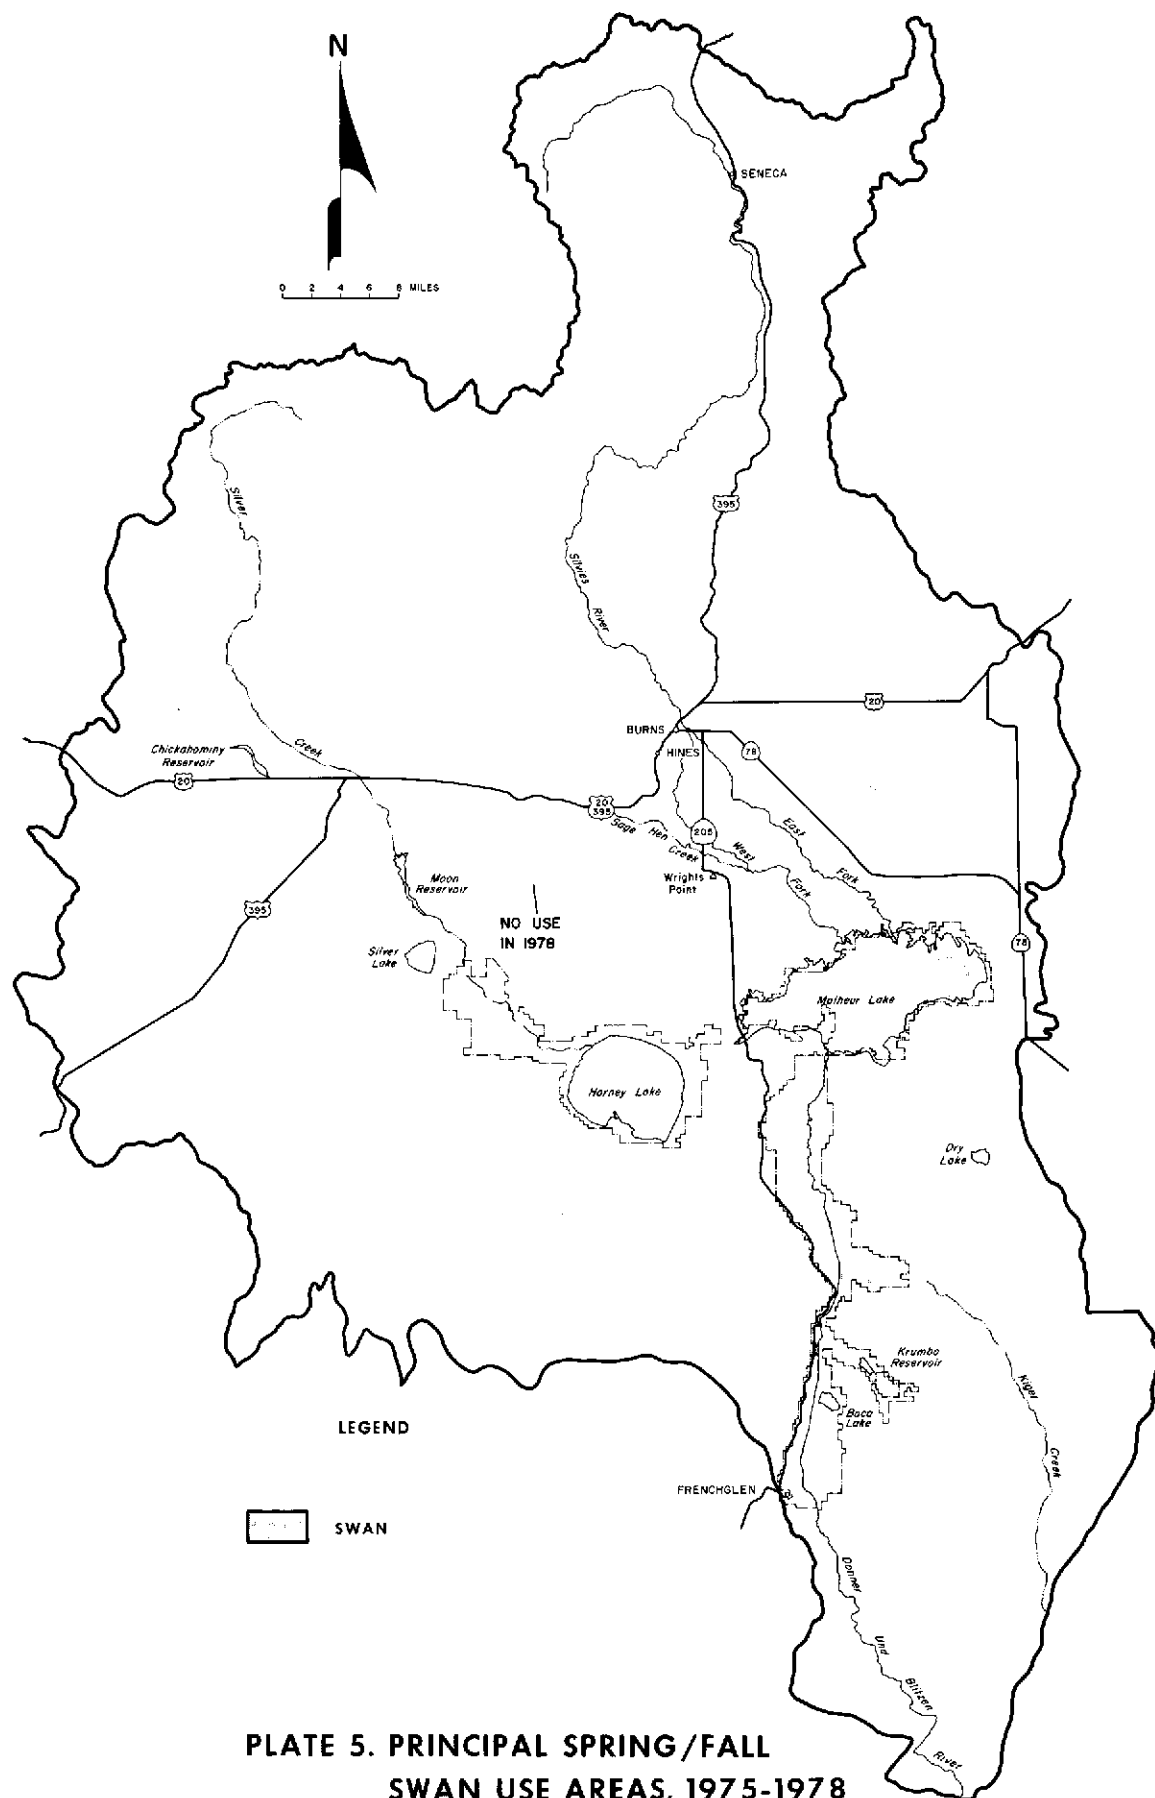 N
0 2 4 6 8 MILES
SENECA
395
Silver
Silvies
River
20
BURNS
HINES
78
Chickahominy
Reservoir
Creek
20
20
395
Sage Hen
Creek
205
West
Fork
East
Fork
Wrights
Point
Moon
Reservoir
395
NO USE
IN 1978
Silver
Lake
78
Malheur Lake
Harney Lake
Dry
Lake
Krumbo
Reservoir
Kiger
Creek
Boca
Lake
LEGEND
FRENCHGLEN
SWAN
Donner
Und
Blitzen
River
PLATE 5. PRINCIPAL SPRING/FALL
SWAN USE AREAS, 1975-1978